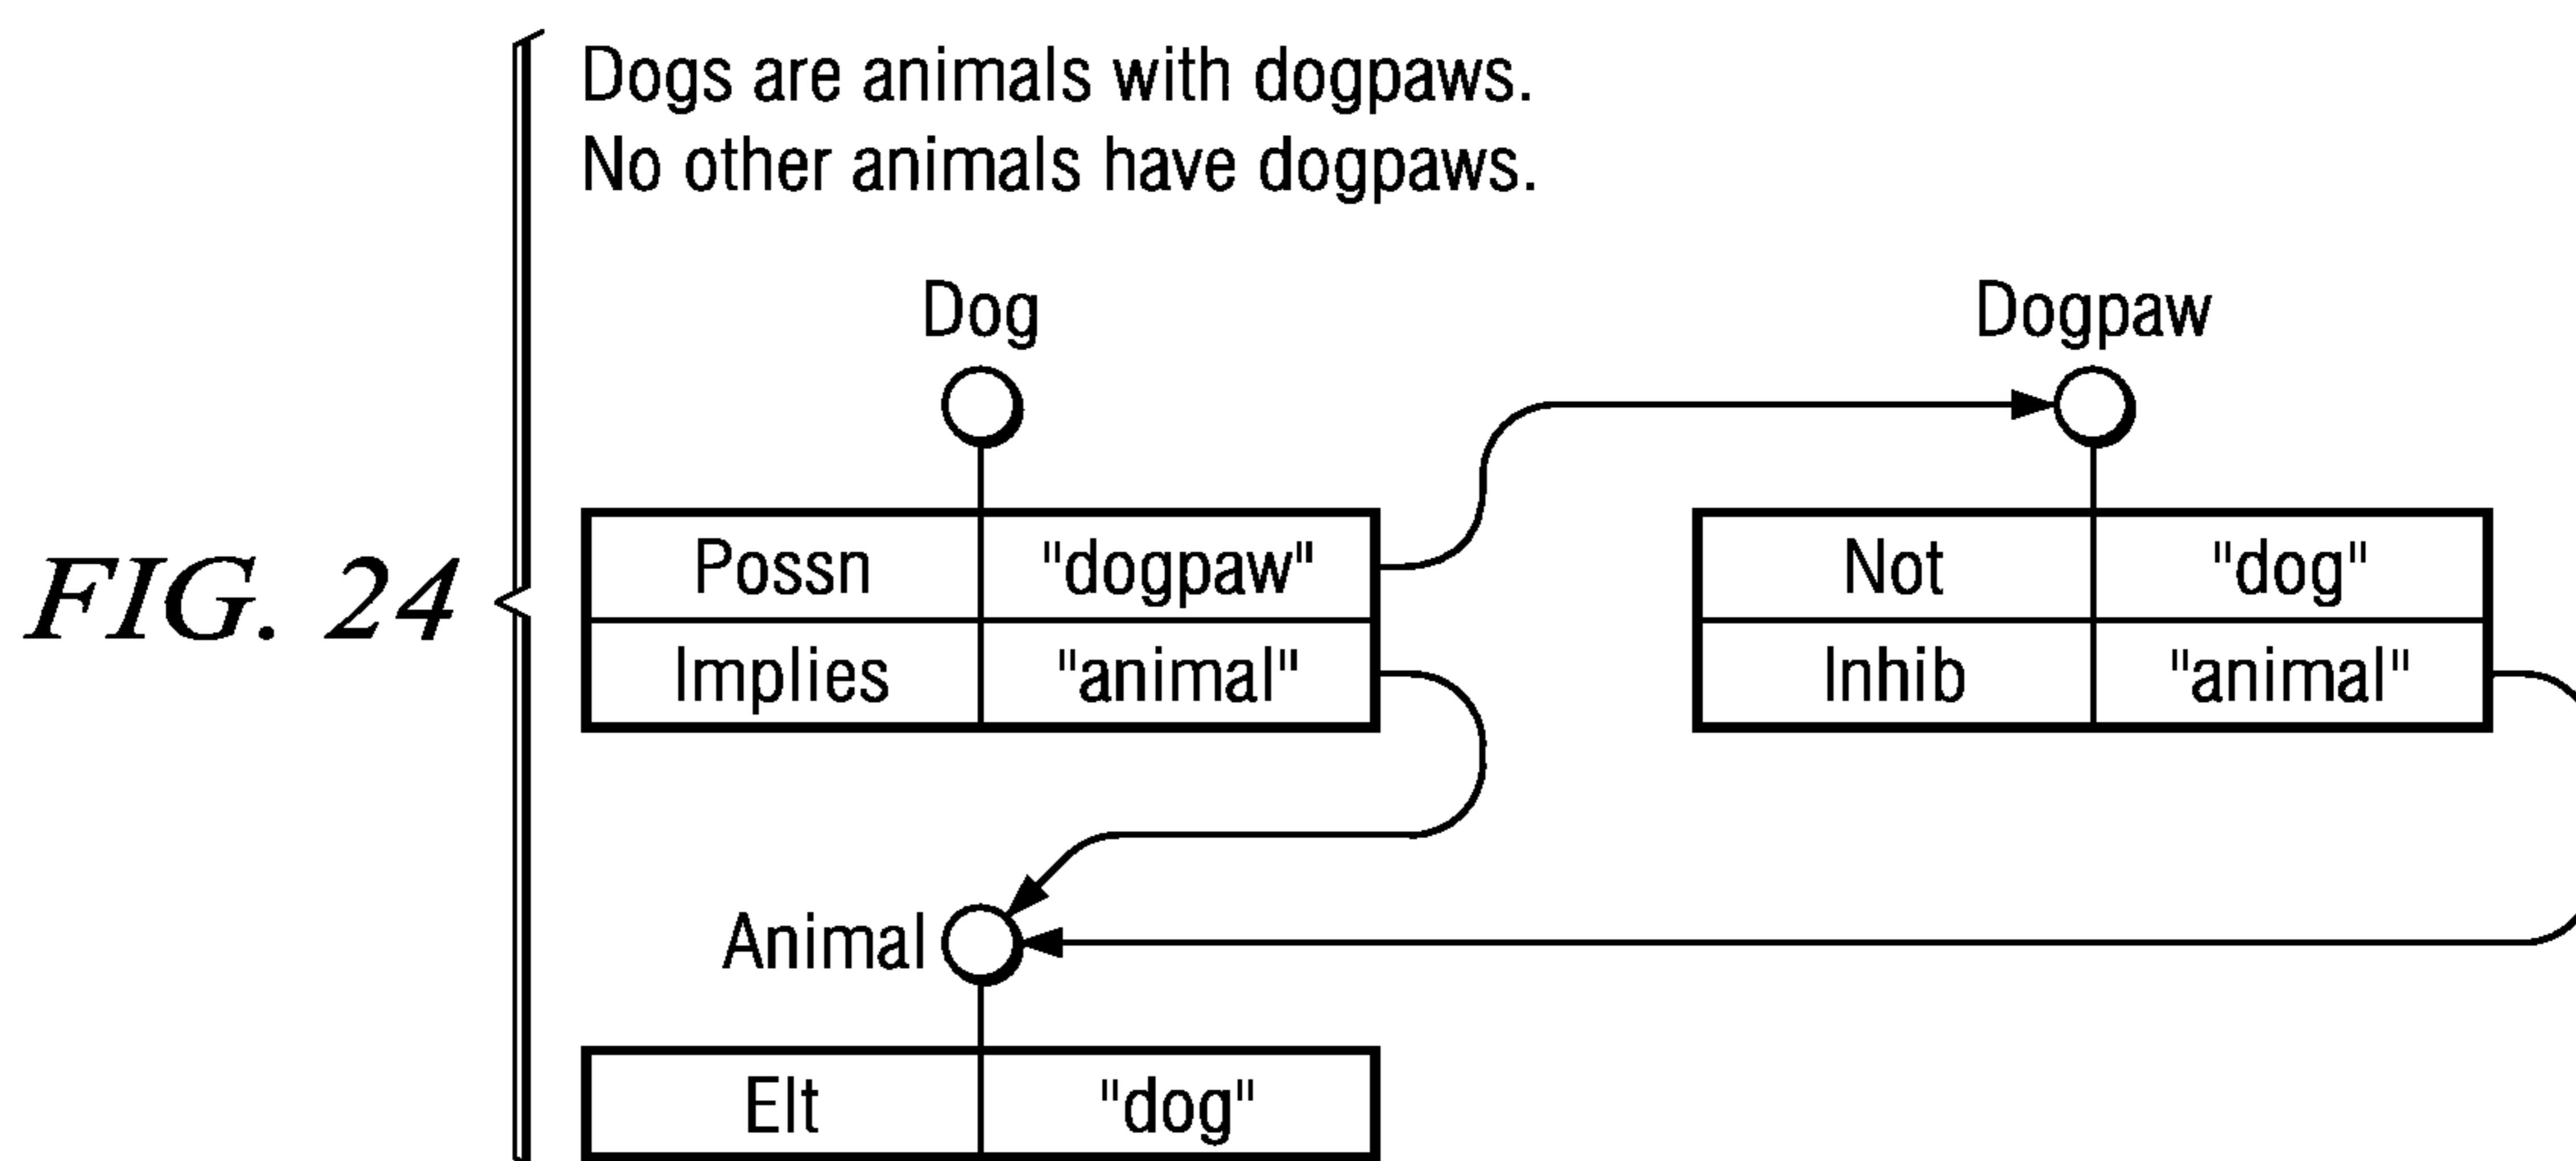 Dogs are animals with dogpaws.
No other animals have dogpaws.
Dog
Dogpaw
Possn "dogpaw"
Implies "animal"
Not "dog"
Inhib "animal"
FIG. 24
Animal
Elt "dog"